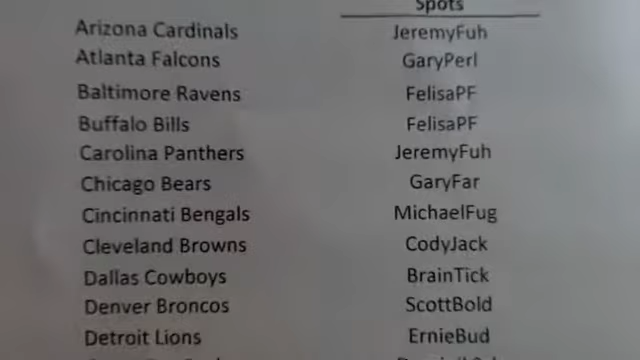 Spots
Arizona Cardinals JeremyFuh
Atlanta Falcons GaryPerl
Baltimore Ravens FelisaPF
Buffalo Bills FelisaPF
Carolina Panthers JeremyFuh
Chicago Bears GaryFar
Cincinnati Bengals MichaelFug
Cleveland Browns CodyJack
Dallas Cowboys BrainTick
Denver Broncos ScottBold
Detroit Lions ErnieBud